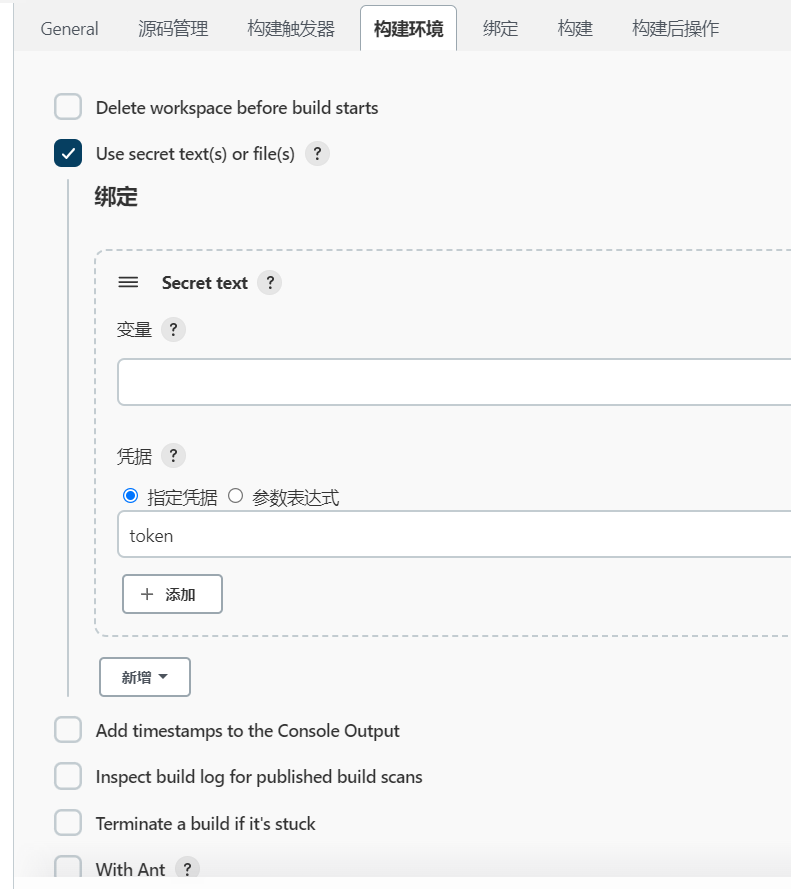 General 源码管理 构建触发器 构建环境 绑定 构建 构建后操作
Delete workspace before build starts
Use secret text(s) or file(s) ?
绑定
Secret text ?
变量 ?
凭据 ?
指定凭据 参数表达式
token
+ 添加
新增
Add timestamps to the Console Output
Inspect build log for published build scans
Terminate a build if it's stuck
With Ant ?